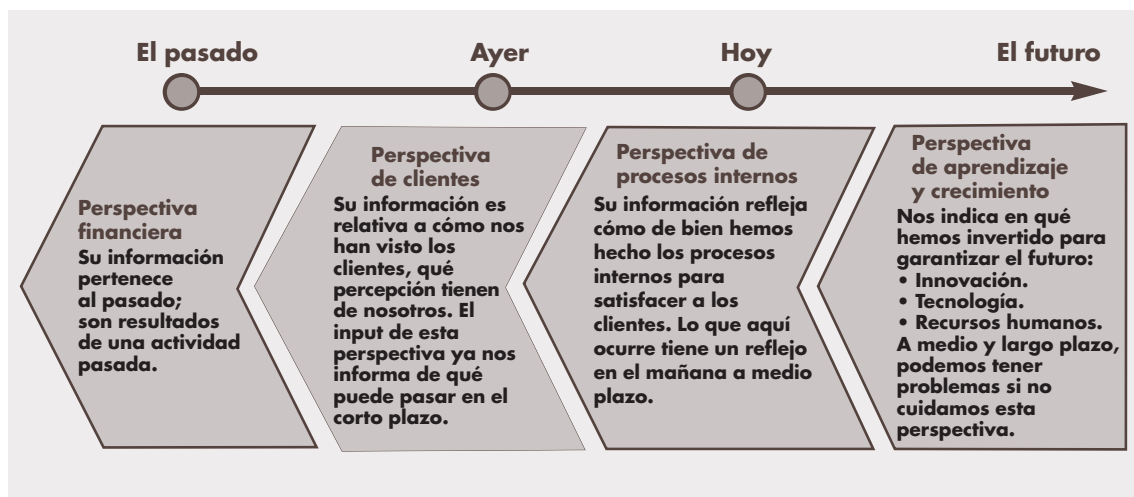 El pasado
Ayer
Hoy
El futuro
Perspectiva
financiera
Su información
pertenece
al pasado;
son resultados
de una actividad
pasada.
Perspectiva
de clientes
Su información es
relativa a cómo nos
han visto los
clientes, qué
percepción tienen
de nosotros. El
input de esta
perspectiva ya nos
informa de qué
puede pasar en el
corto plazo.
Perspectiva de
procesos internos
Su información refleja
cómo de bien hemos
hecho los procesos
internos para
satisfacer a los
clientes. Lo que aquí
ocurre tiene un reflejo
en el mañana a medio
plazo.
Perspectiva
de aprendizaje
y crecimiento
Nos indica en qué
hemos invertido para
garantizar el futuro:
• Innovación.
• Tecnología.
• Recursos humanos.
A medio y largo plazo,
podemos tener
problemas si no
cuidamos esta
perspectiva.